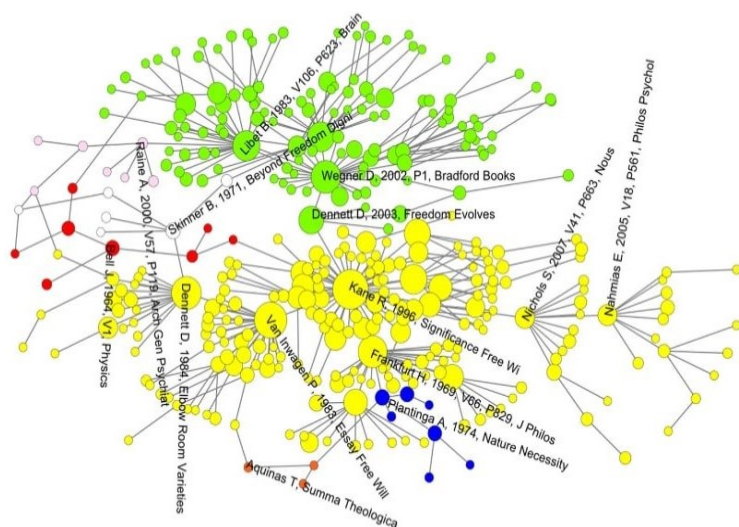 Libet B, 1983, V106, P623, Brain
Skinner B, 1971, Beyond Freedom Digni
Wegner D, 2002, P1, Bradford Books
Dennett D, 2003, Freedom Evolves
Raine A, 2000, V57, P119, Arch Gen Psychiat
Bell J, 1964, V1, Physics
Dennett D, 1984, Elbow Room Varieties
Van Inwagen P, 1983, Essay Free Will
Kane R, 1996, Significance Free Wi
Nichols S, 2007, V41, P663, Nous
Nahmias E, 2005, V18, P561, Philos Psychol
Frankfurt H, 1969, V66, P829, J Philos
Plantinga A, 1974, Nature Necessity
Aquinas T, Summa Theologica